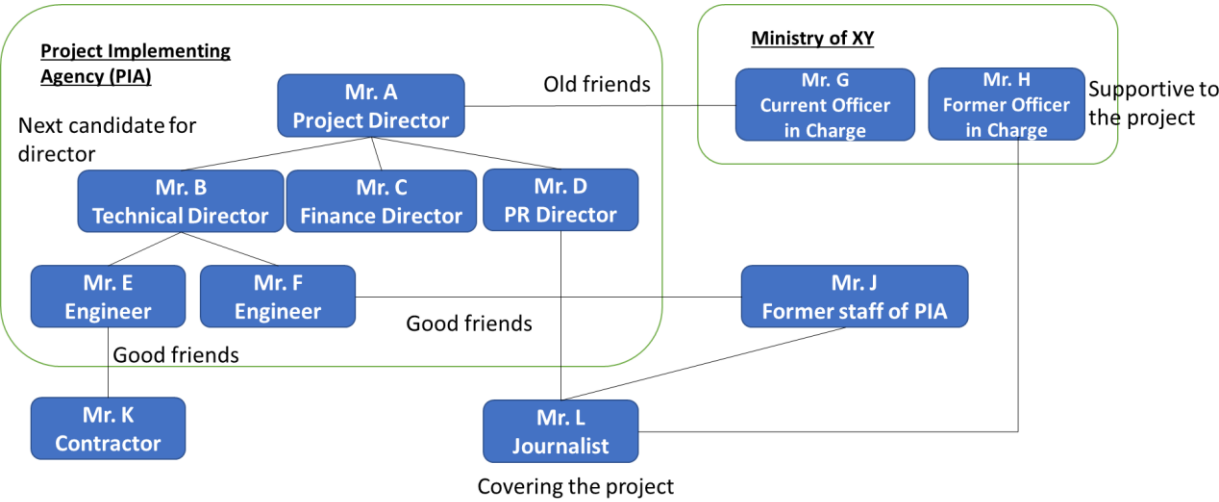 Project Implementing
Agency (PIA)
Ministry of XY
Mr. A
Project Director
Old friends
Mr. G
Current Officer
in Charge
Mr. H
Former Officer
in Charge
Supportive to
the project
Next candidate for
director
Mr. B
Technical Director
Mr. C
Finance Director
Mr. D
PR Director
Mr. E
Engineer
Mr. F
Engineer
Good friends
Mr. J
Former staff of PIA
Good friends
Mr. K
Contractor
Mr. L
Journalist
Covering the project